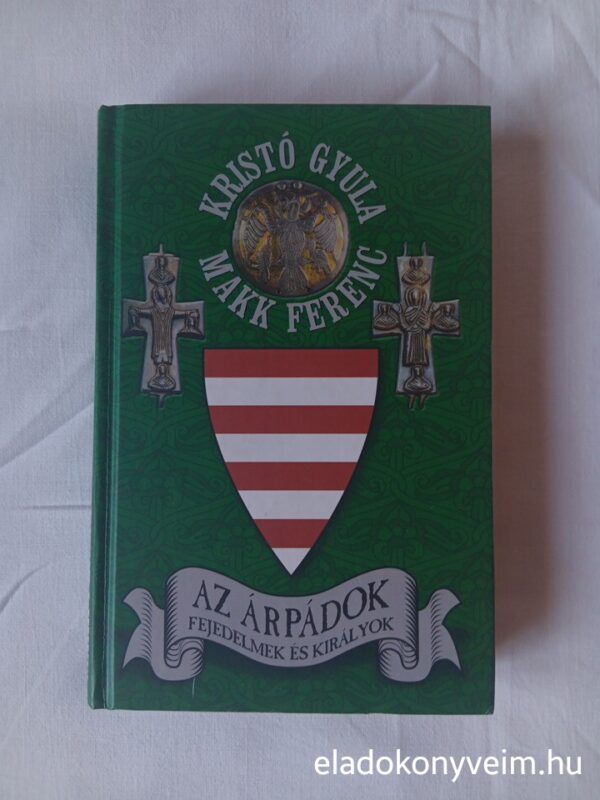 KRISTÓ GYULA
MAKK FERENC
AZ ÁRPÁDOK
FEJEDELMEK ÉS KIRÁLYOK
eladokonyveim.hu